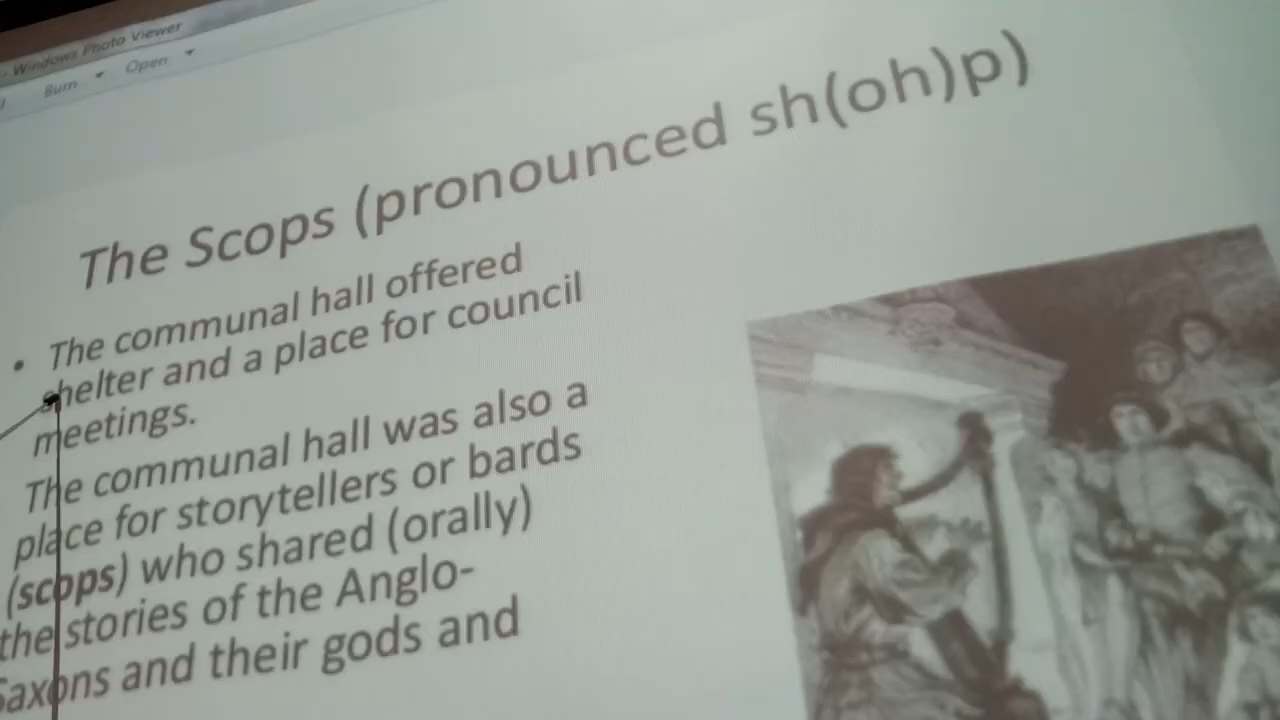 - Windows Photo Viewer
Burn Open
The Scops (pronounced sh(oh)p)
• The communal hall offered
shelter and a place for council
meetings.
The communal hall was also a
place for storytellers or bards
(scops) who shared (orally)
the stories of the Anglo-
Saxons and their gods and